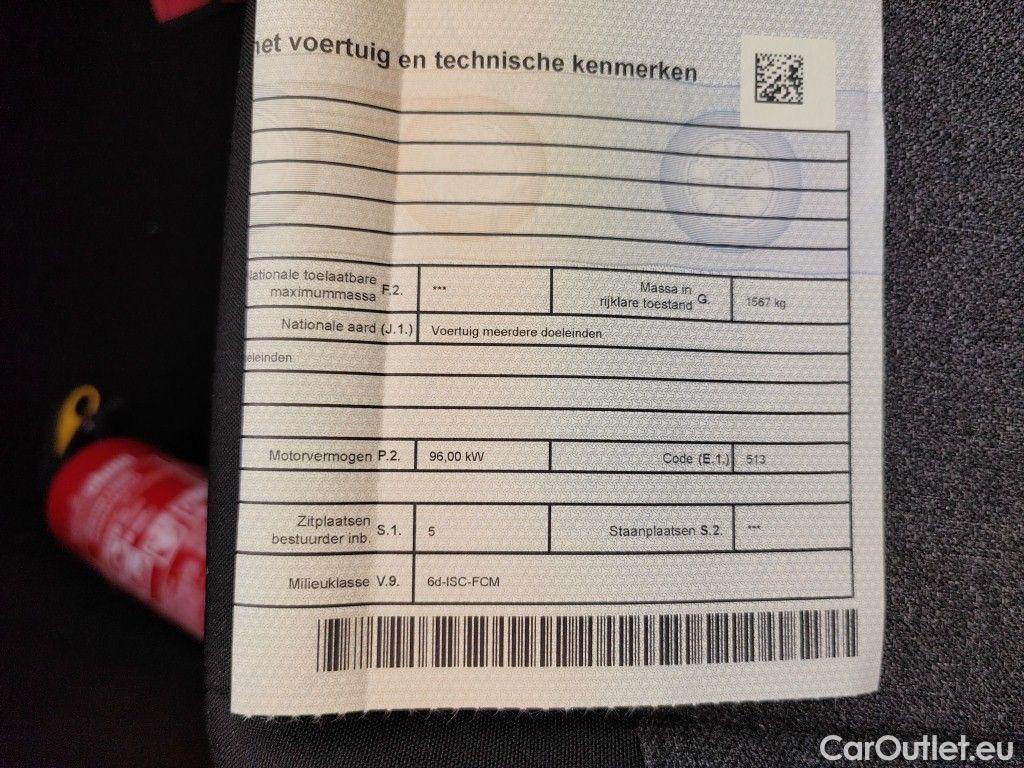 het voertuig en technische kenmerken
Nationale toelaatbare maximummassa F.2. *** Massa in rijklare toestand G. 1567 kg
Nationale aard (J.1.) Voertuig meerdere doeleinden
eleinden
Motorvermogen P.2. 96,00 kW Code (E.1.) 513
Zitplaatsen bestuurder inb. S.1. 5 Staanplaatsen S.2. ***
Milieuklasse V.9. 6d-ISC-FCM
CarOutlet.eu